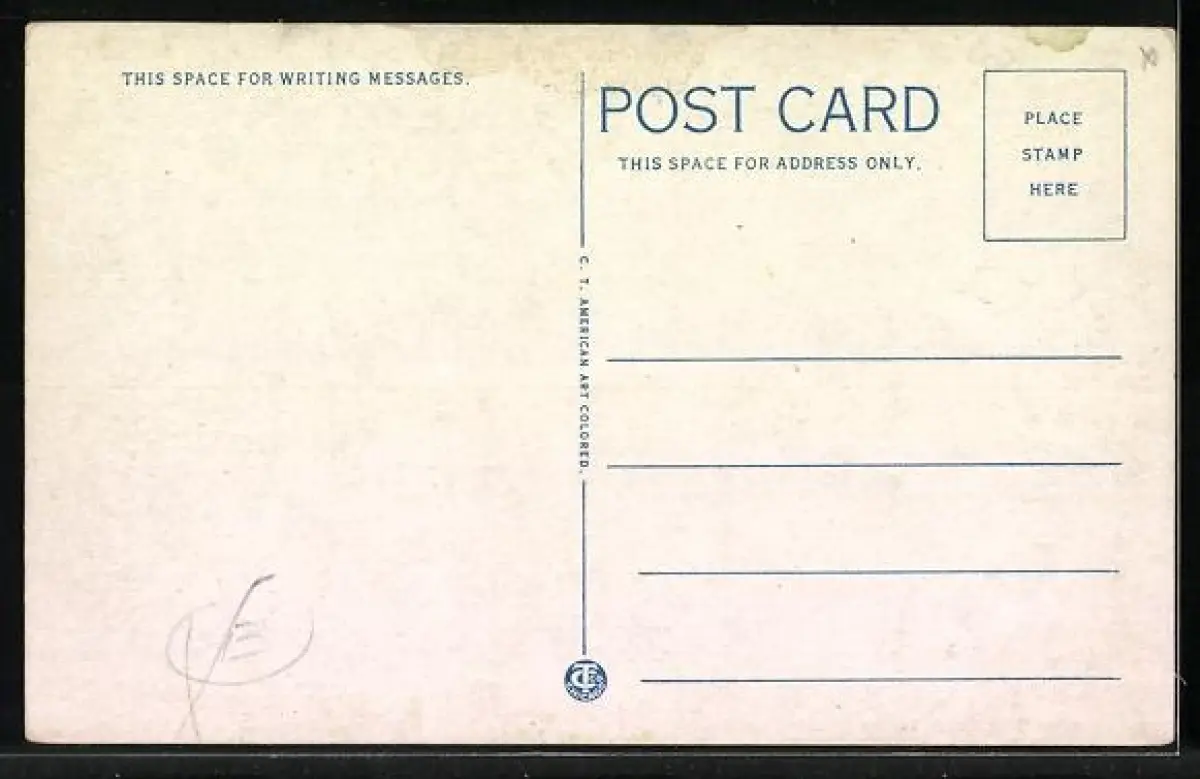 THIS SPACE FOR WRITING MESSAGES.
POST CARD
THIS SPACE FOR ADDRESS ONLY.
PLACE
STAMP
HERE
C. T. AMERICAN ART COLORED.